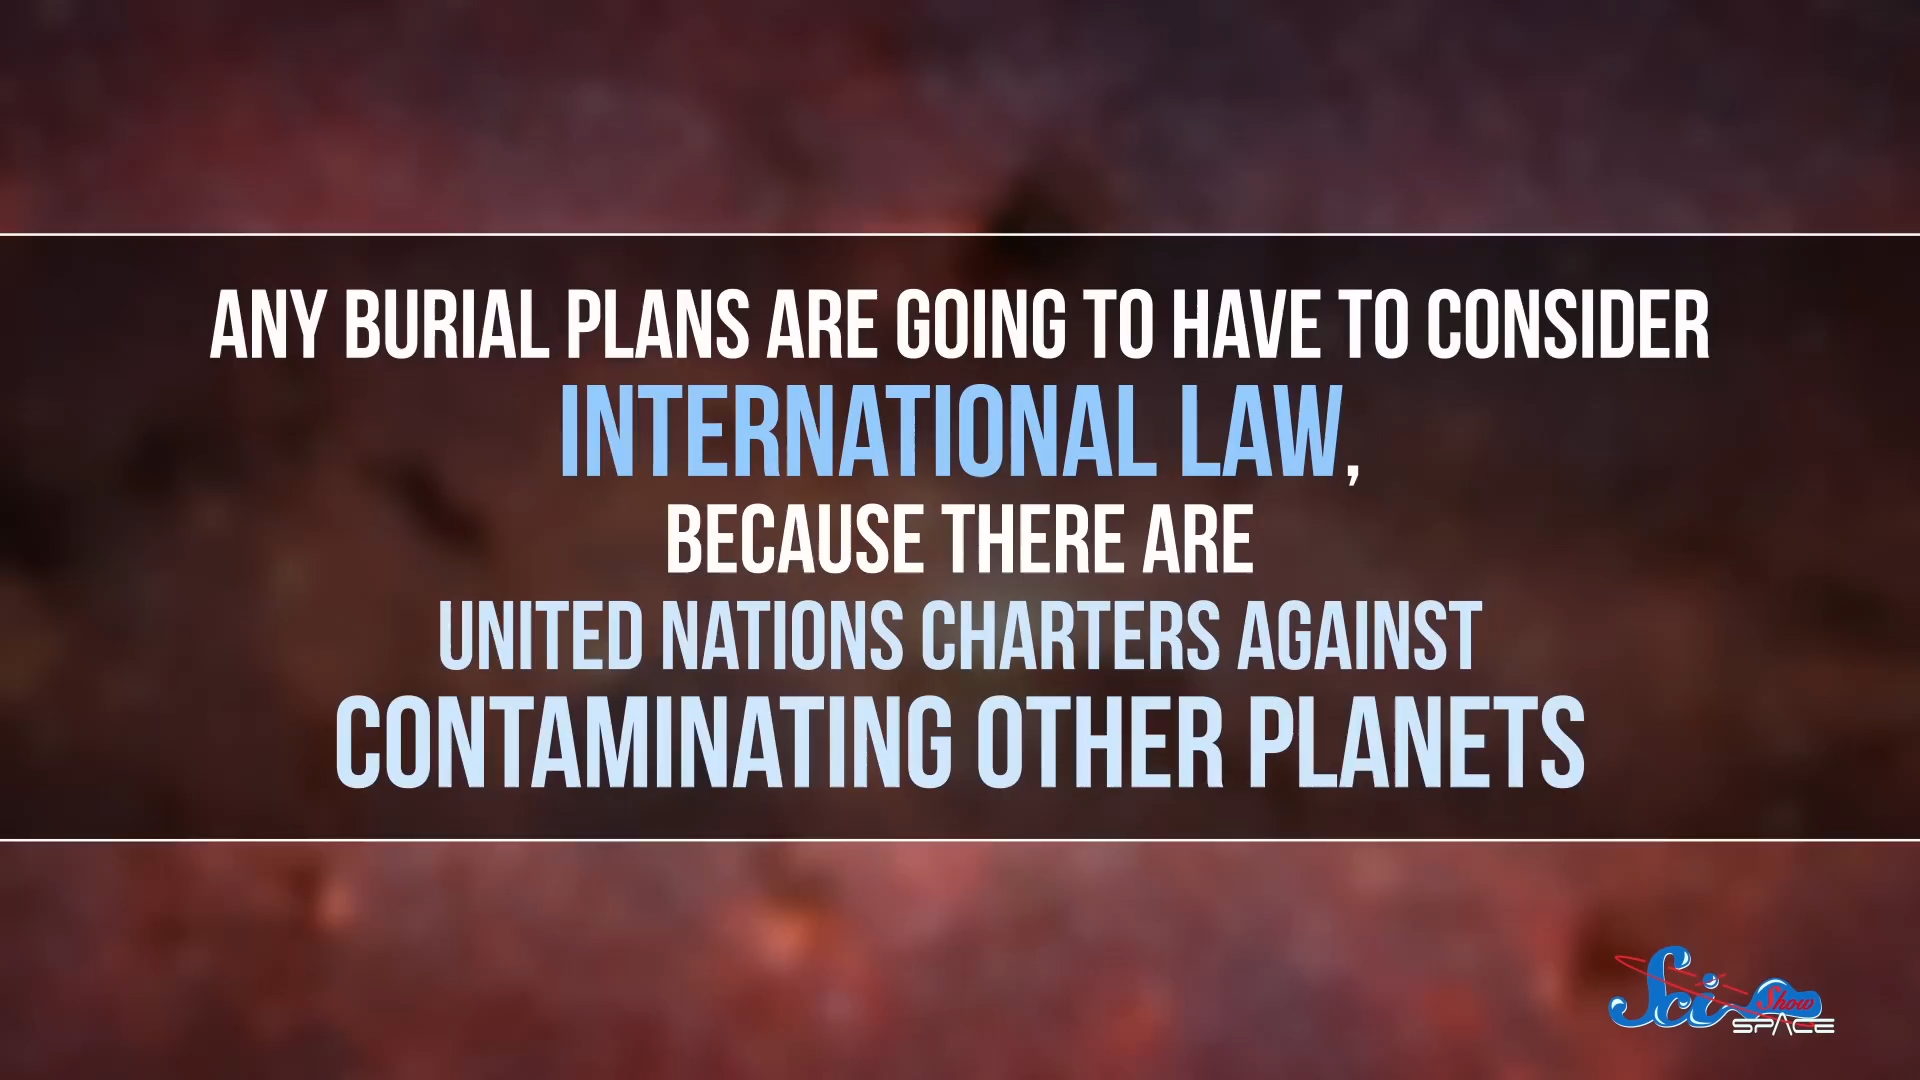 ANY BURIAL PLANS ARE GOING TO HAVE TO CONSIDER
INTERNATIONAL LAW,
BECAUSE THERE ARE
UNITED NATIONS CHARTERS AGAINST
CONTAMINATING OTHER PLANETS
Sci Show
SPACE